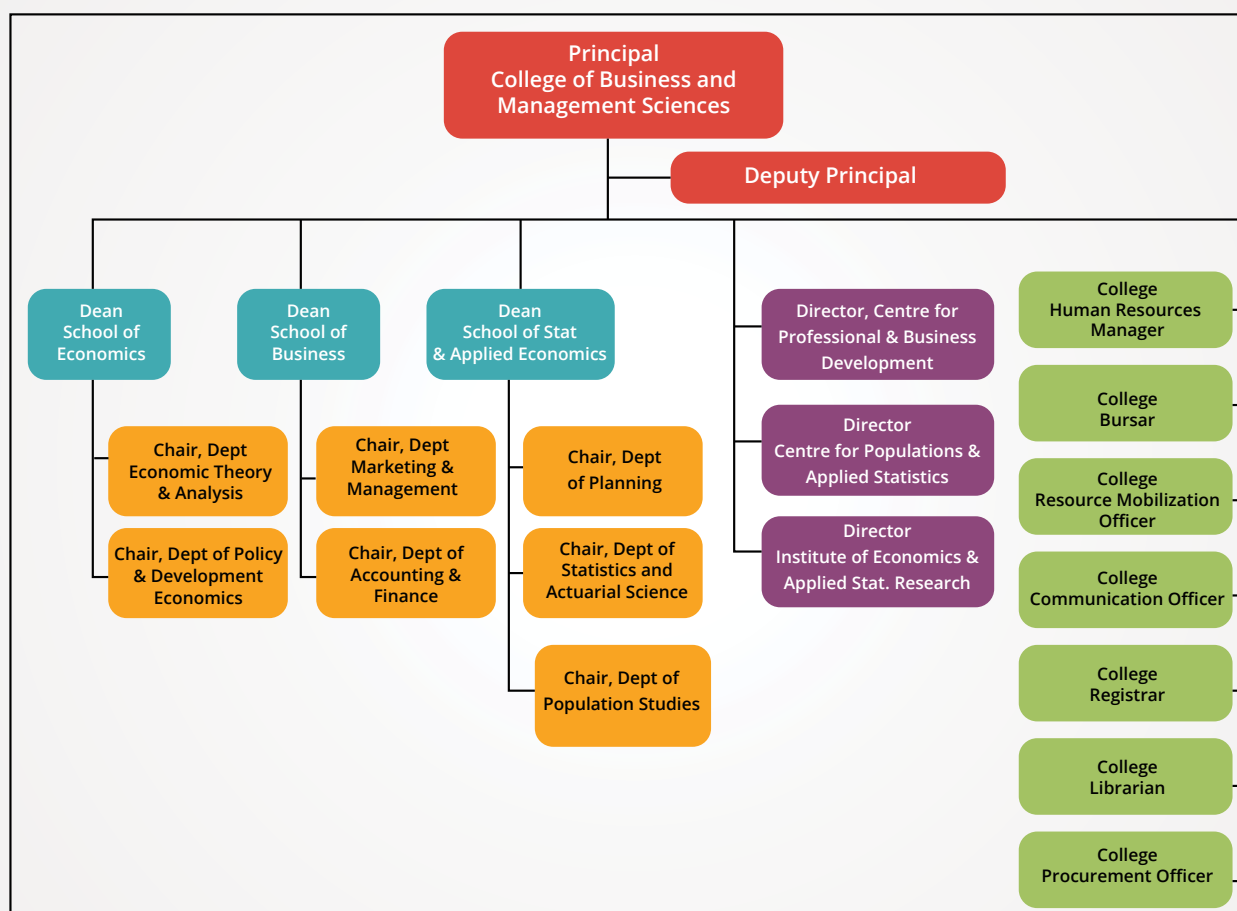 Principal
College of Business and
Management Sciences
Deputy Principal
Dean
School of
Economics
Dean
School of
Business
Dean
School of Stat
& Applied Economics
Chair, Dept
Economic Theory
& Analysis
Chair, Dept of Policy
& Development
Economics
Chair, Dept
Marketing &
Management
Chair, Dept of
Accounting &
Finance
Chair, Dept
of Planning
Chair, Dept of
Statistics and
Actuarial Science
Chair, Dept of
Population Studies
Director, Centre for
Professional & Business
Development
Director
Centre for Populations &
Applied Statistics
Director
Institute of Economics &
Applied Stat. Research
College
Human Resources
Manager
College
Bursar
College
Resource Mobilization
Officer
College
Communication Officer
College
Registrar
College
Librarian
College
Procurement Officer